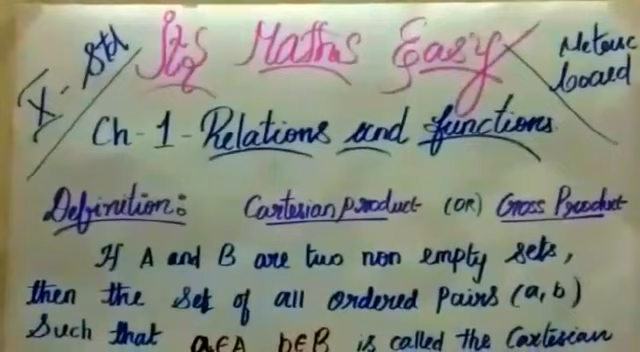 X - Std
Its Maths Easy
Meteric board
Ch - 1 - Relations and functions
Definition: Cartesian product (OR) Cross Product
If A and B are two non empty sets,
then the set of all ordered pairs (a, b)
Such that a∈A b∈B is called the Cartesian